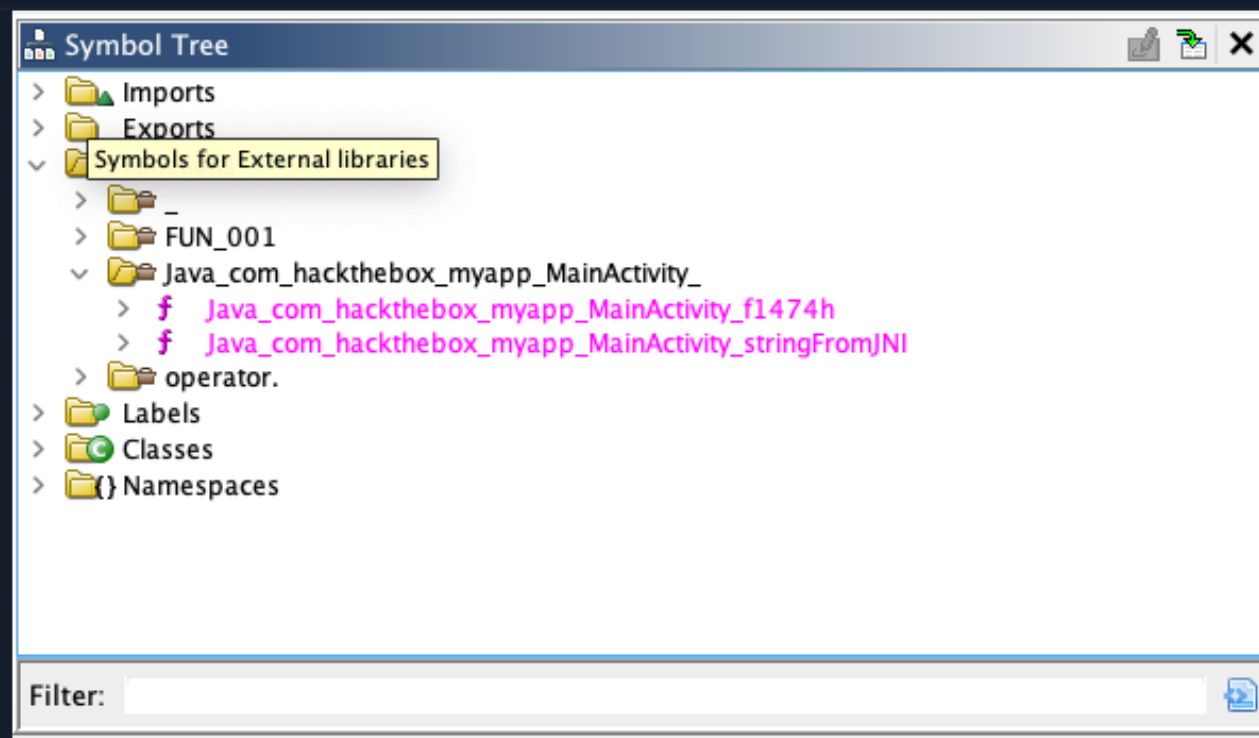 Symbol Tree
Imports
Exports
Symbols for External libraries
_
FUN_001
Java_com_hackthebox_myapp_MainActivity_
Java_com_hackthebox_myapp_MainActivity_f1474h
Java_com_hackthebox_myapp_MainActivity_stringFromJNI
operator.
Labels
Classes
{} Namespaces
Filter: